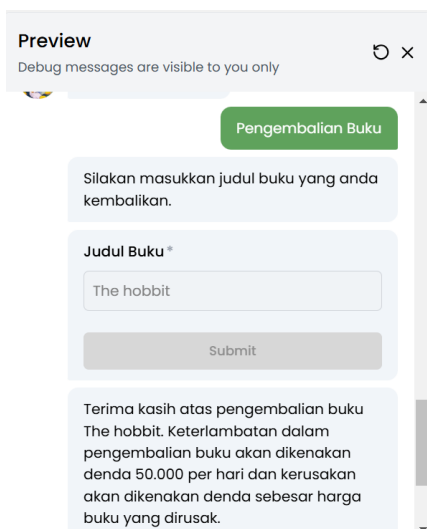 Preview
Debug messages are visible to you only
Pengembalian Buku
Silakan masukkan judul buku yang anda
kembalikan.
Judul Buku*
The hobbit
Submit
Terima kasih atas pengembalian buku
The hobbit. Keterlambatan dalam
pengembalian buku akan dikenakan
denda 50.000 per hari dan kerusakan
akan dikenakan denda sebesar harga
buku yang dirusak.